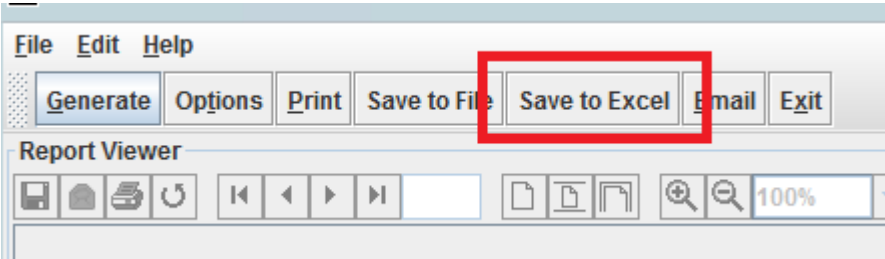 File Edit Help
Generate Options Print Save to File Save to Excel Email Exit
Report Viewer
100%